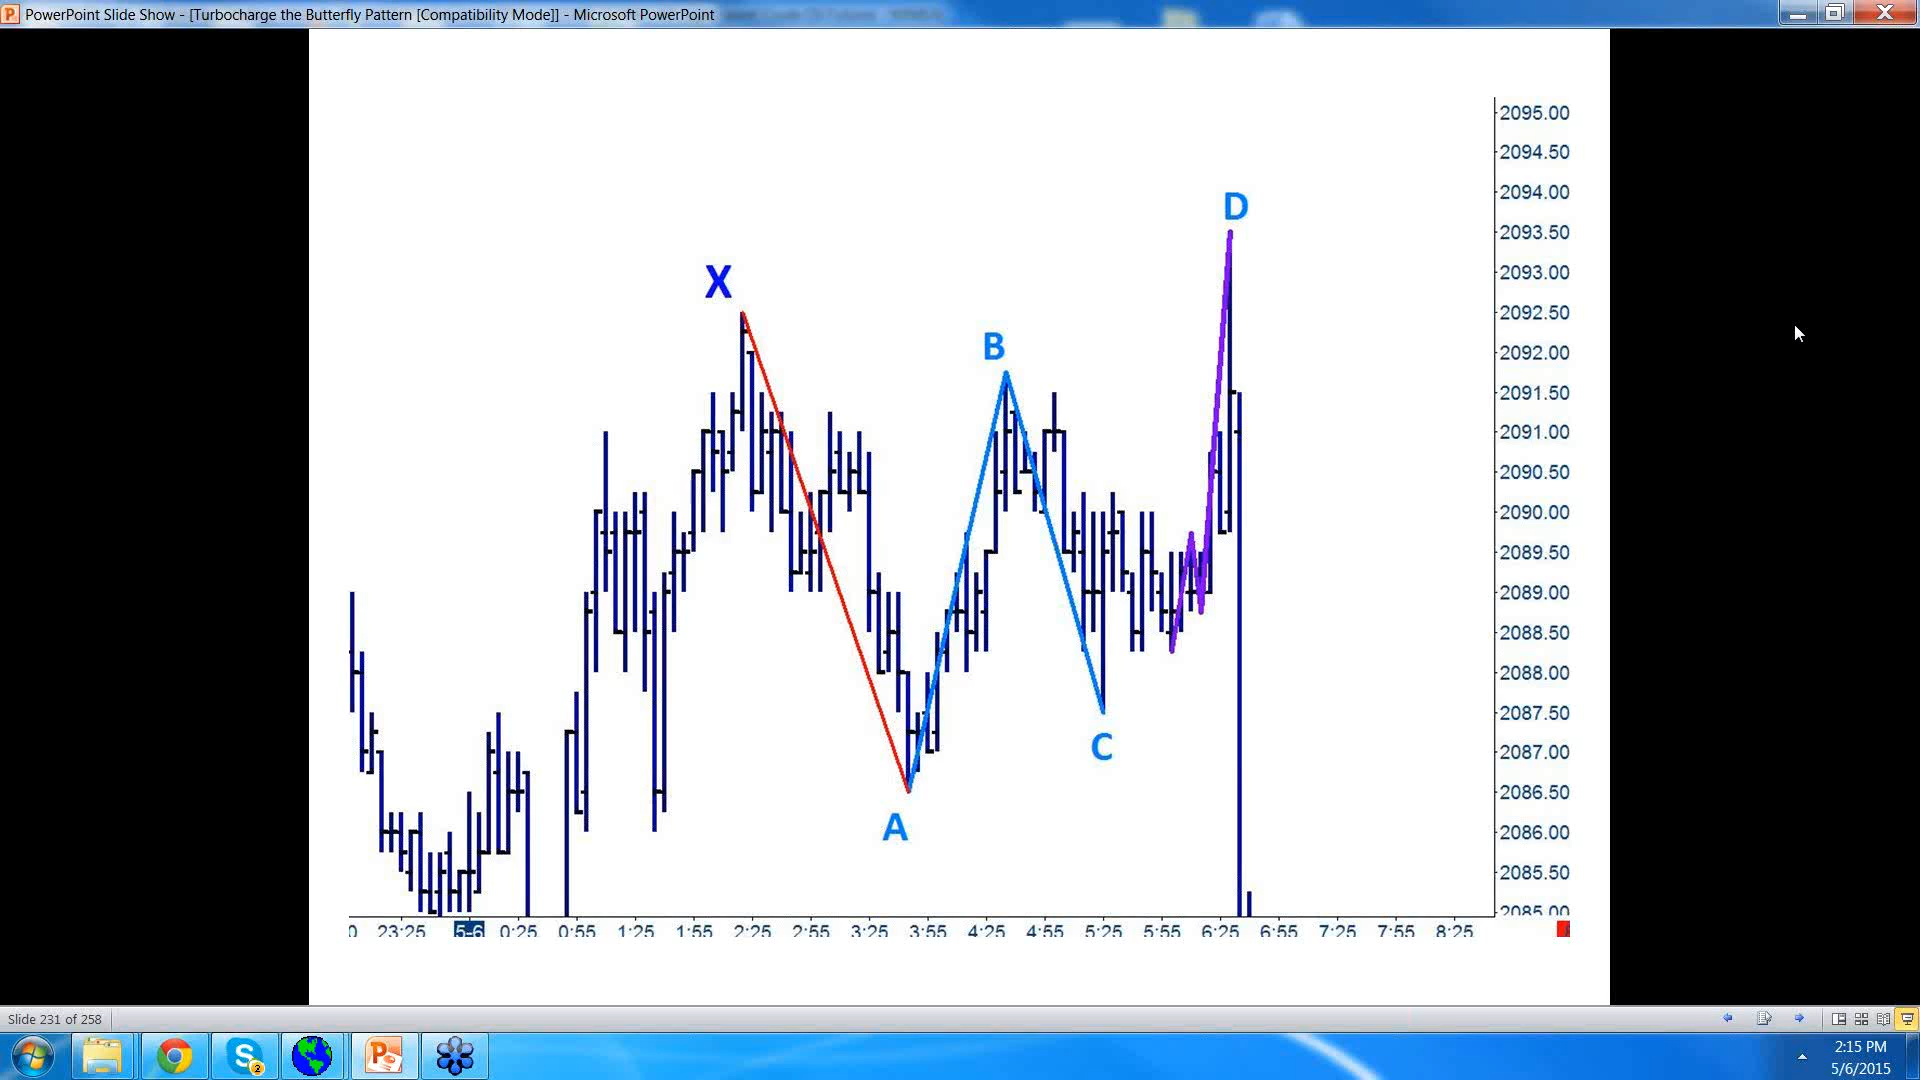 PowerPoint Slide Show - [Turbocharge the Butterfly Pattern [Compatibility Mode]] - Microsoft PowerPoint
2095.00
2094.50
2094.00
D
2093.50
2093.00
X
2092.50
B
2092.00
2091.50
2091.00
2090.50
2090.00
2089.50
2089.00
2088.50
2088.00
2087.50
C
2087.00
2086.50
A
2086.00
2085.50
2085.00
0 23:25 5-6 0:25 0:55 1:25 1:55 2:25 2:55 3:25 3:55 4:25 4:55 5:25 5:55 6:25 6:55 7:25 7:55 8:25
Slide 231 of 258
2
2:15 PM
5/6/2015